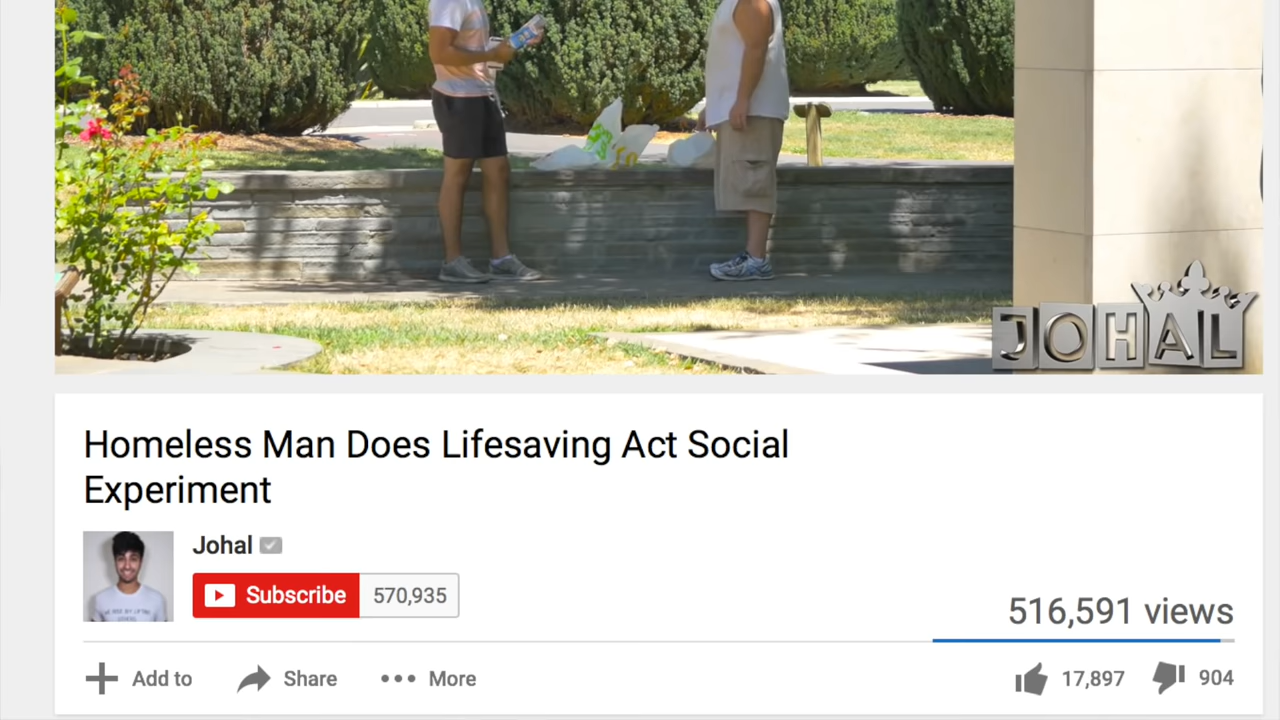 JOHAL
Homeless Man Does Lifesaving Act Social
Experiment
Johal
Subscribe 570,935
516,591 views
Add to Share More 17,897 904